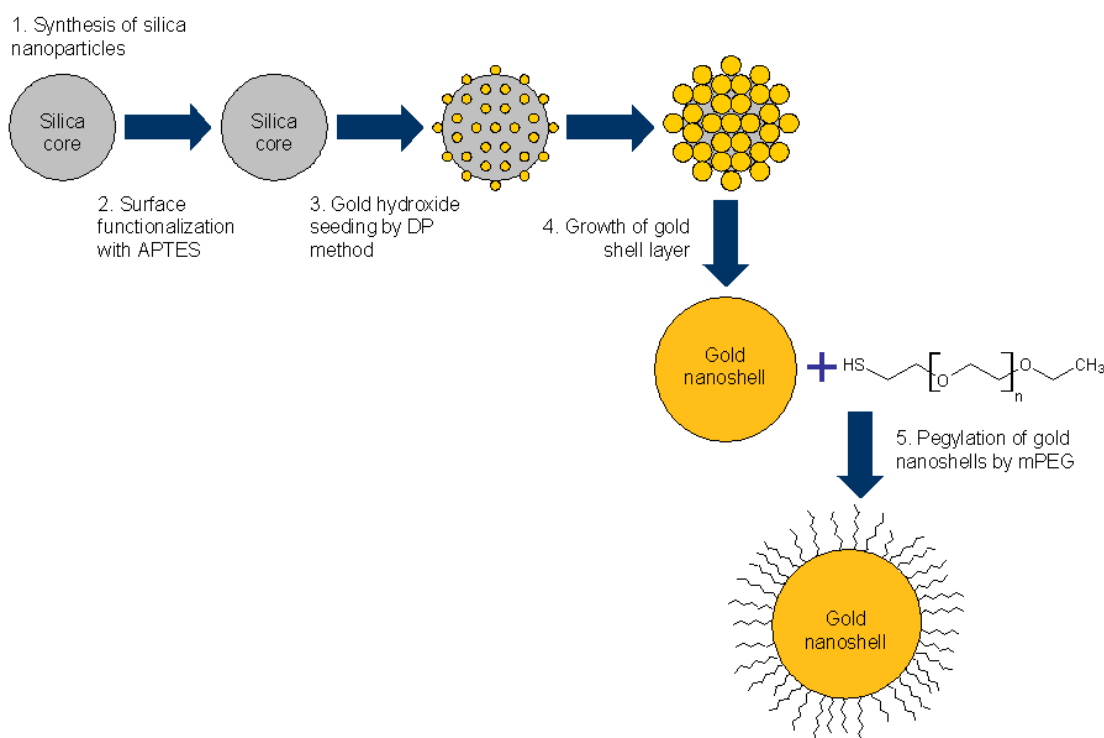 1. Synthesis of silica
nanoparticles
Silica
core
Silica
core
2. Surface
functionalization
with APTES
3. Gold hydroxide
seeding by DP
method
4. Growth of gold
shell layer
Gold
nanoshell
+
HS
O
n
O
CH3
5. Pegylation of gold
nanoshells by mPEG
Gold
nanoshell